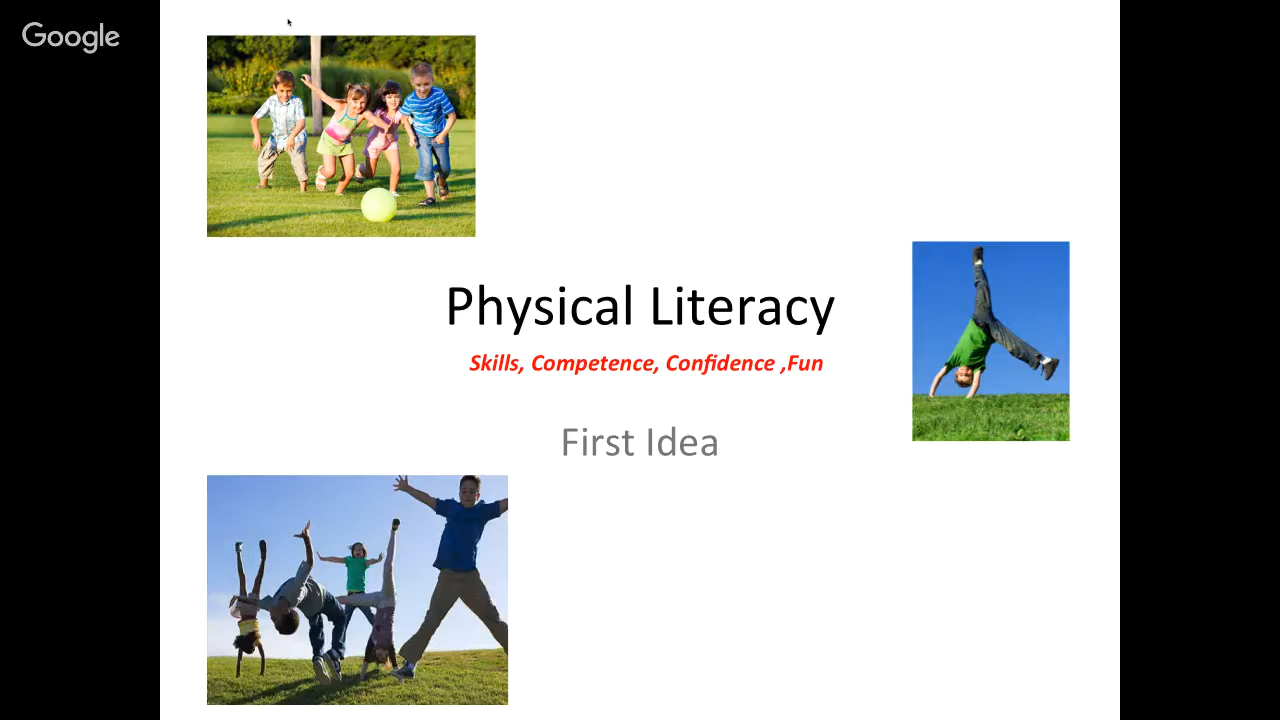 Google
Physical Literacy
Skills, Competence, Confidence ,Fun
First Idea